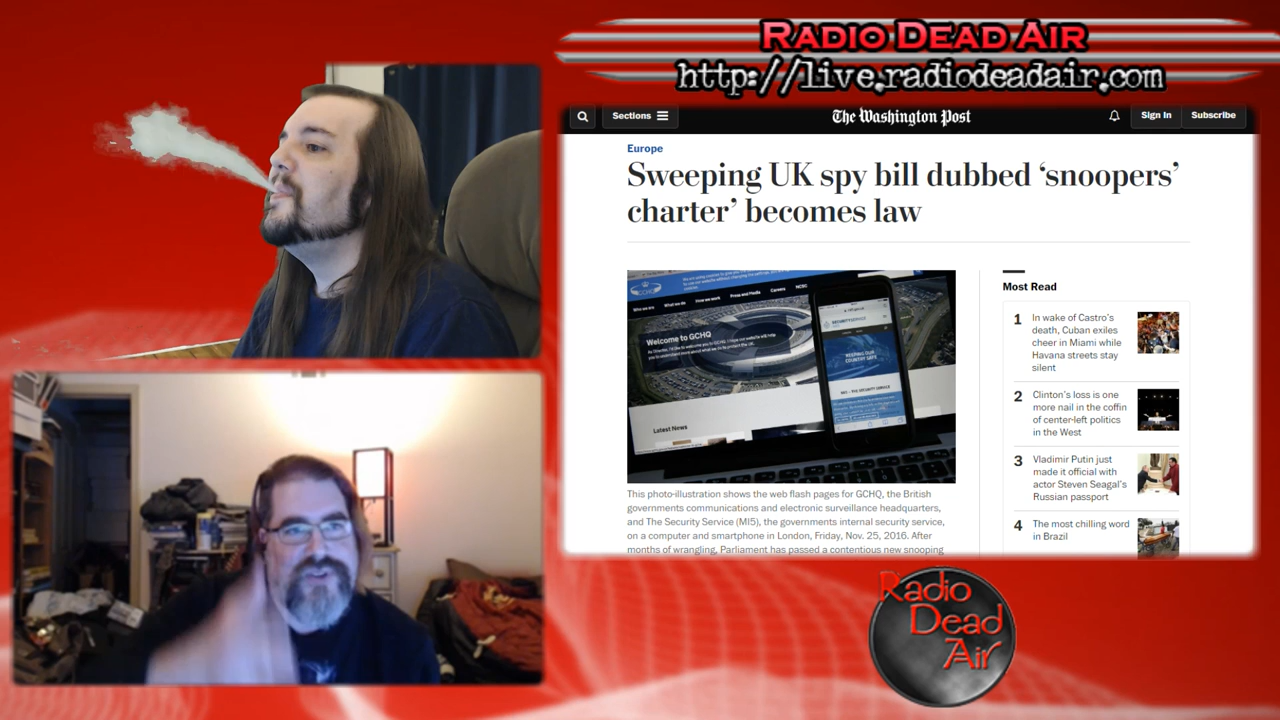 Radio Dead Air
http://live.radiodeadair.com
Sections
The Washington Post
Sign In
Subscribe
Europe
Sweeping UK spy bill dubbed ‘snoopers’
charter’ becomes law
Welcome to GCHQ
Latest News
KEEPING OUR
COUNTRY SAFE
This photo-illustration shows the web flash pages for GCHQ, the British
governments communications and electronic surveillance headquarters,
and The Security Service (MI5), the governments internal security service,
on a computer and smartphone in London, Friday, Nov. 25, 2016. After
months of wrangling, Parliament has passed a contentious new snooping
Most Read
1
In wake of Castro’s
death, Cuban exiles
cheer in Miami while
Havana streets stay
silent
2
Clinton’s loss is one
more nail in the coffin
of center-left politics
in the West
3
Vladimir Putin just
made it official with
actor Steven Seagal’s
Russian passport
4
The most chilling word
in Brazil
Radio
Dead
Air